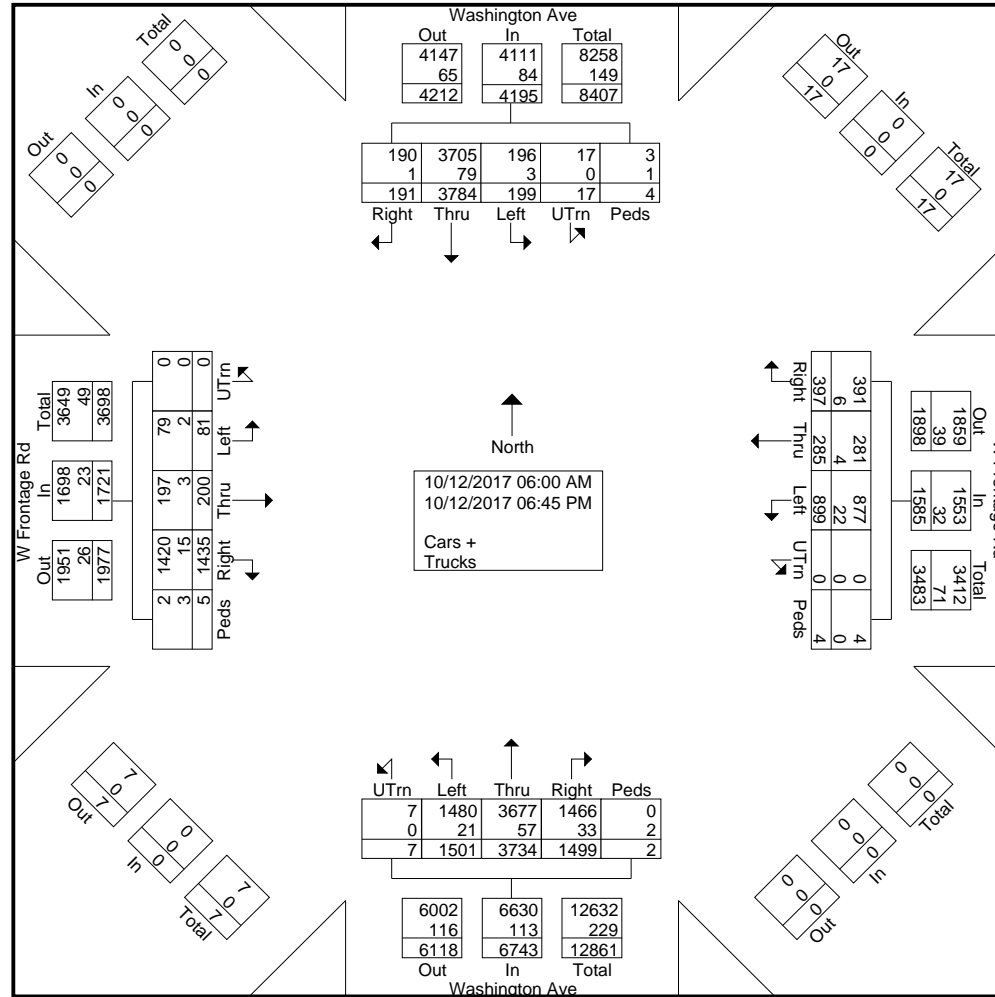 Washington Ave
Out In Total
4147 4111 8258
65 84 149
4212 4195 8407
190 3705 196 17 3
1 79 3 0 1
191 3784 199 17 4
Right Thru Left UTrn Peds
Total
0
0
0
In
0
0
0
Out
0
0
0
Out
17
0
17
In
0
0
0
Total
17
0
17
W Frontage Rd
Total
3649
49
3698
In
1698
23
1721
Out
1951
26
1977
0 0 0 UTrn
79 2 81 Left
197 3 200 Thru
1420 15 1435 Right
2 3 5 Peds
North
10/12/2017 06:00 AM
10/12/2017 06:45 PM
Cars +
Trucks
Right 397 6 391
Thru 285 4 281
Left 899 22 877
UTrn 0 0 0
Peds 4 0 4
Out
1859
39
1898
In
1553
32
1585
Total
3412
71
3483
UTrn Left Thru Right Peds
7 1480 3677 1466 0
0 21 57 33 2
7 1501 3734 1499 2
6002 6630 12632
116 113 229
6118 6743 12861
Out In Total
Washington Ave
7
0
7
Out
0
0
0
In
7
0
7
Total
0
0
0
Total
0
0
0
In
0
0
0
Out